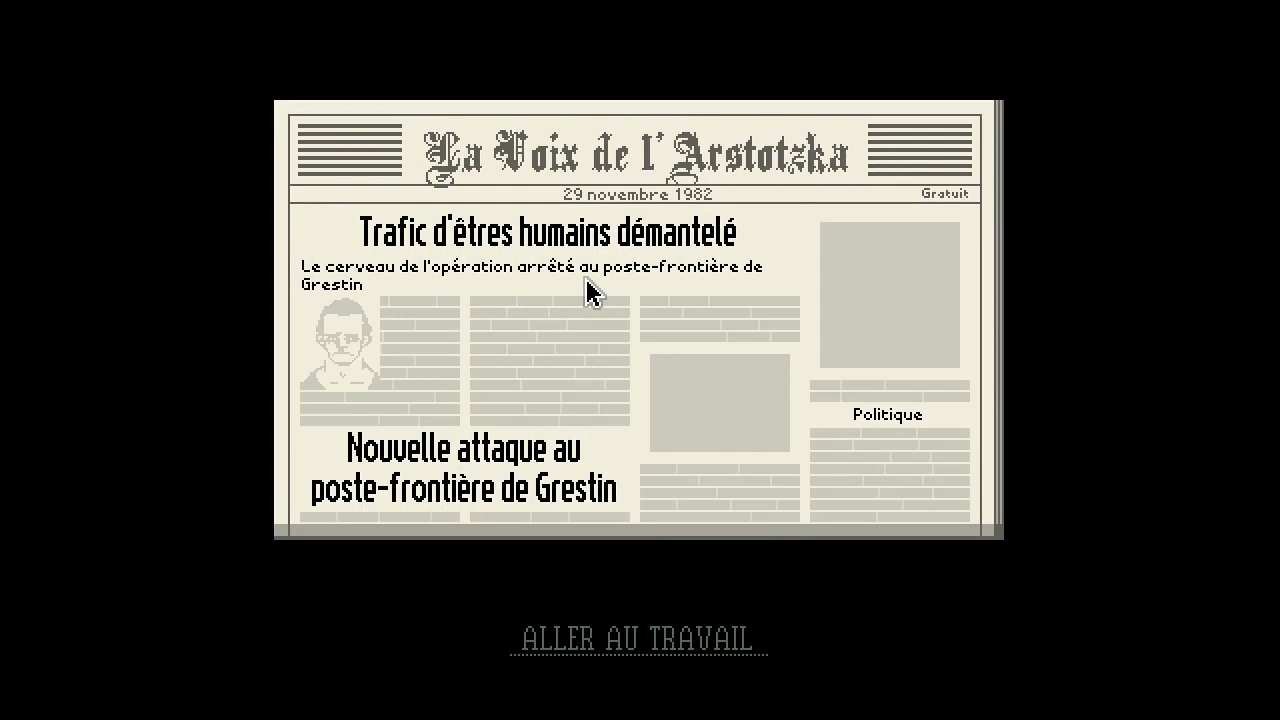 La Voix de l'Arstotzka
29 novembre 1982
Gratuit
Trafic d'êtres humains démantelé
Le cerveau de l'opération arrêté au poste-frontière de
Grestin
Politique
Nouvelle attaque au
poste-frontière de Grestin
ALLER AU TRAVAIL